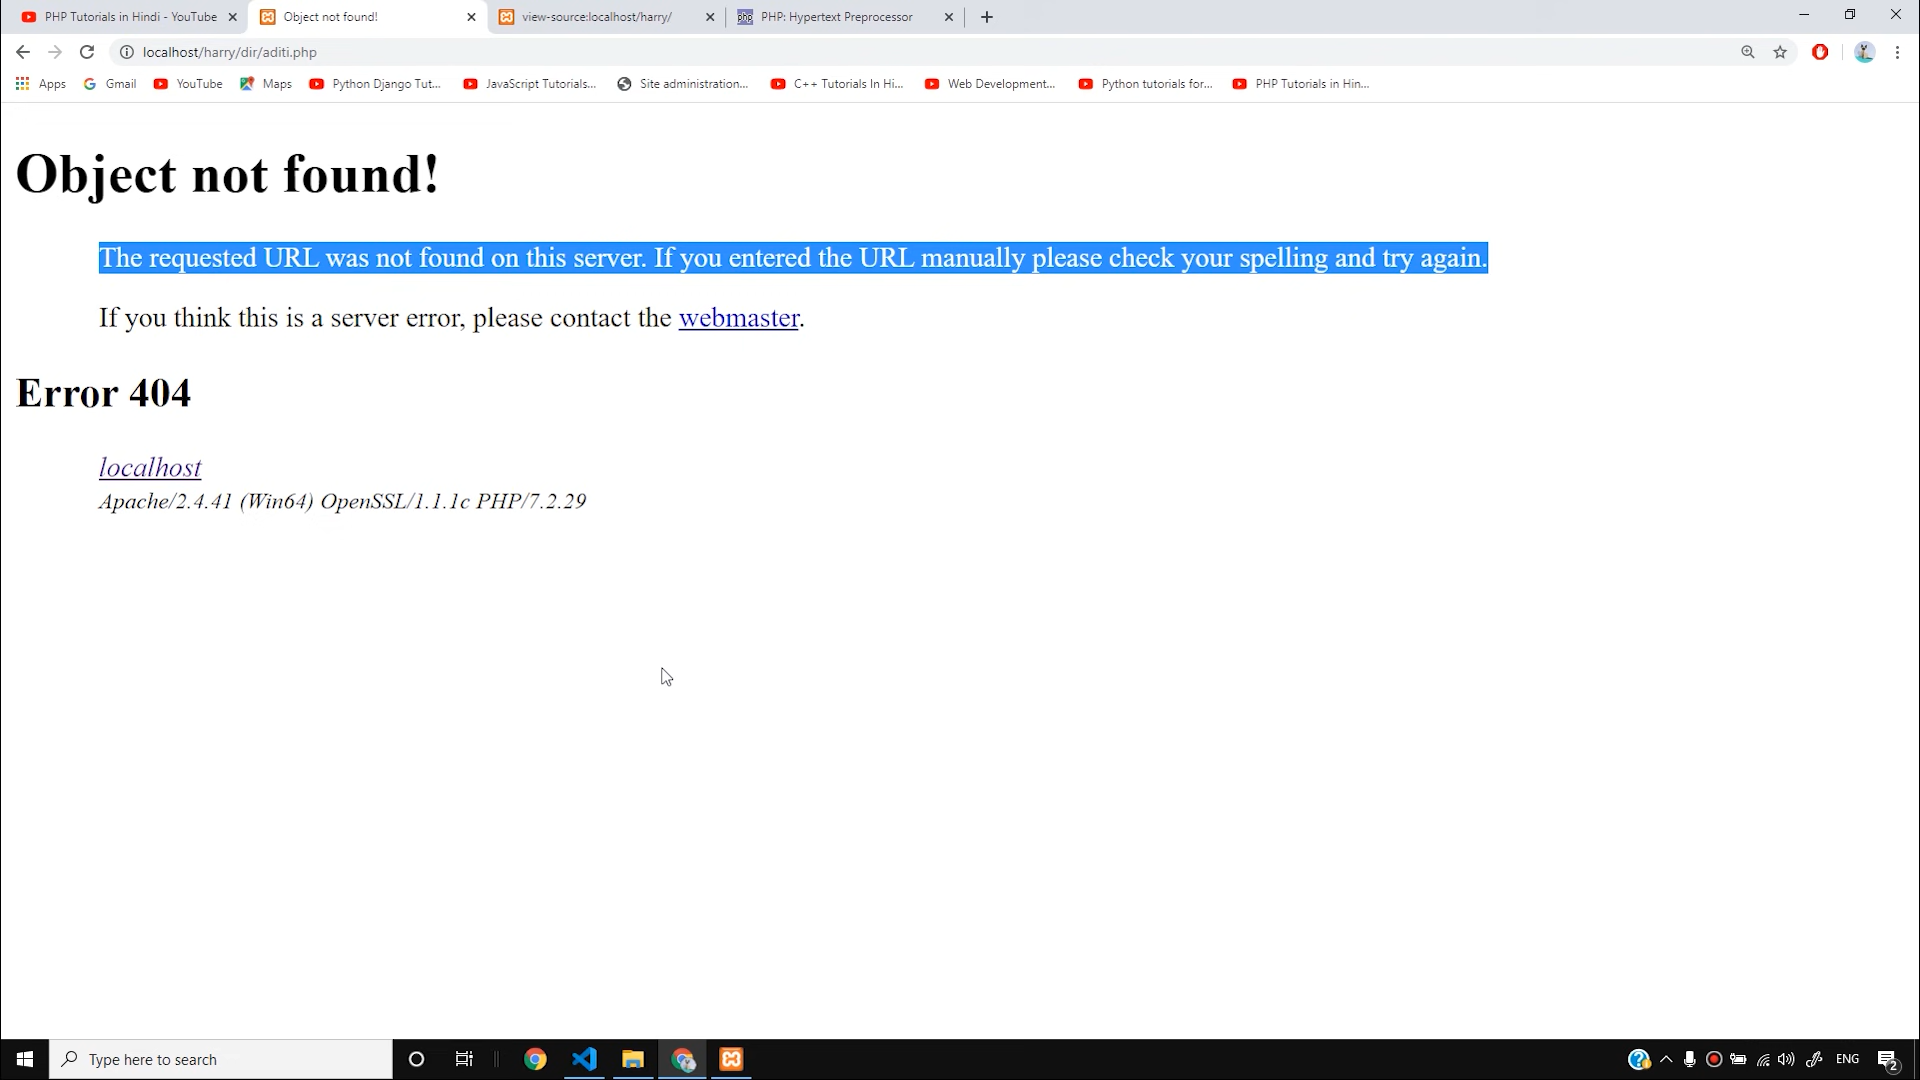 PHP Tutorials in Hindi - YouTube
Object not found!
view-source:localhost/harry/
PHP: Hypertext Preprocessor
localhost/harry/dir/aditi.php
Apps
Gmail
YouTube
Maps
Python Django Tut...
JavaScript Tutorials...
Site administration...
C++ Tutorials In Hi...
Web Development...
Python tutorials for...
PHP Tutorials in Hin...
Object not found!
The requested URL was not found on this server. If you entered the URL manually please check your spelling and try again.
If you think this is a server error, please contact the webmaster.
Error 404
localhost
Apache/2.4.41 (Win64) OpenSSL/1.1.1c PHP/7.2.29
Type here to search
ENG
2